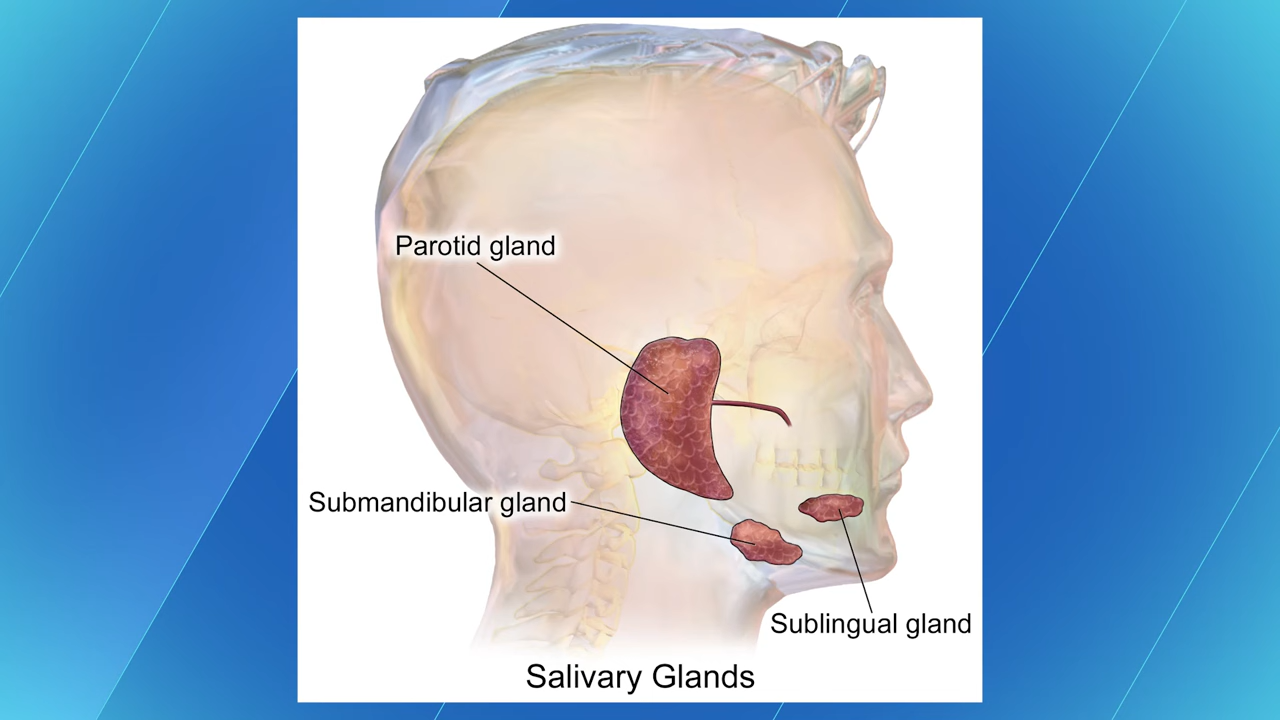 Parotid gland
Submandibular gland
Sublingual gland
Salivary Glands